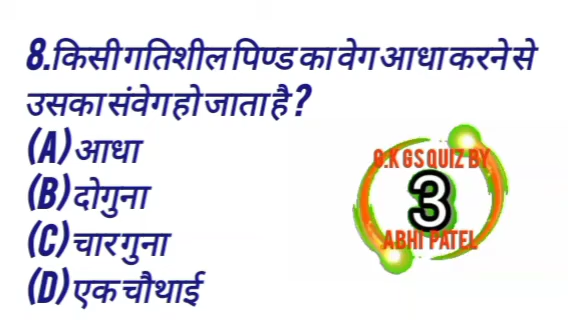 8.किसी गतिशील पिण्ड का वेग आधा करने से
उसका संवेग हो जाता है?
(A) आधा
(B) दोगुना
(C) चार गुना
(D) एक चौथाई
G.K GS QUIZ BY
3
ABHI PATEL